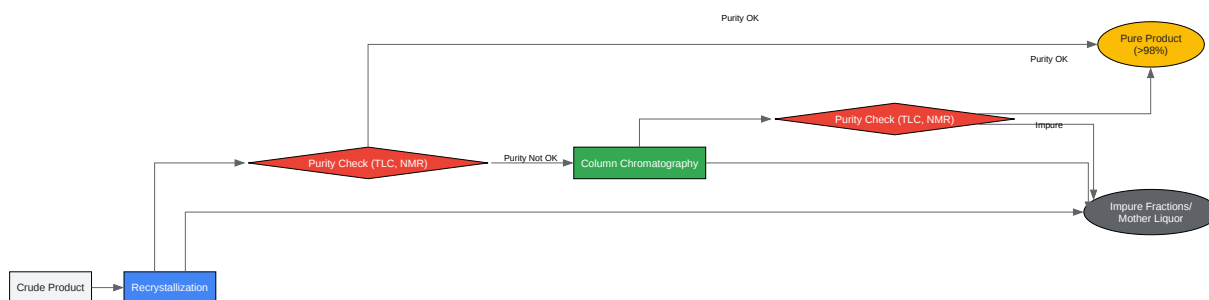 Purity OK
Pure Product
(>98%)
Purity OK
Purity Check (TLC, NMR)
Impure
Purity Check (TLC, NMR)
Purity Not OK
Column Chromatography
Impure Fractions/
Mother Liquor
Crude Product
Recrystallization